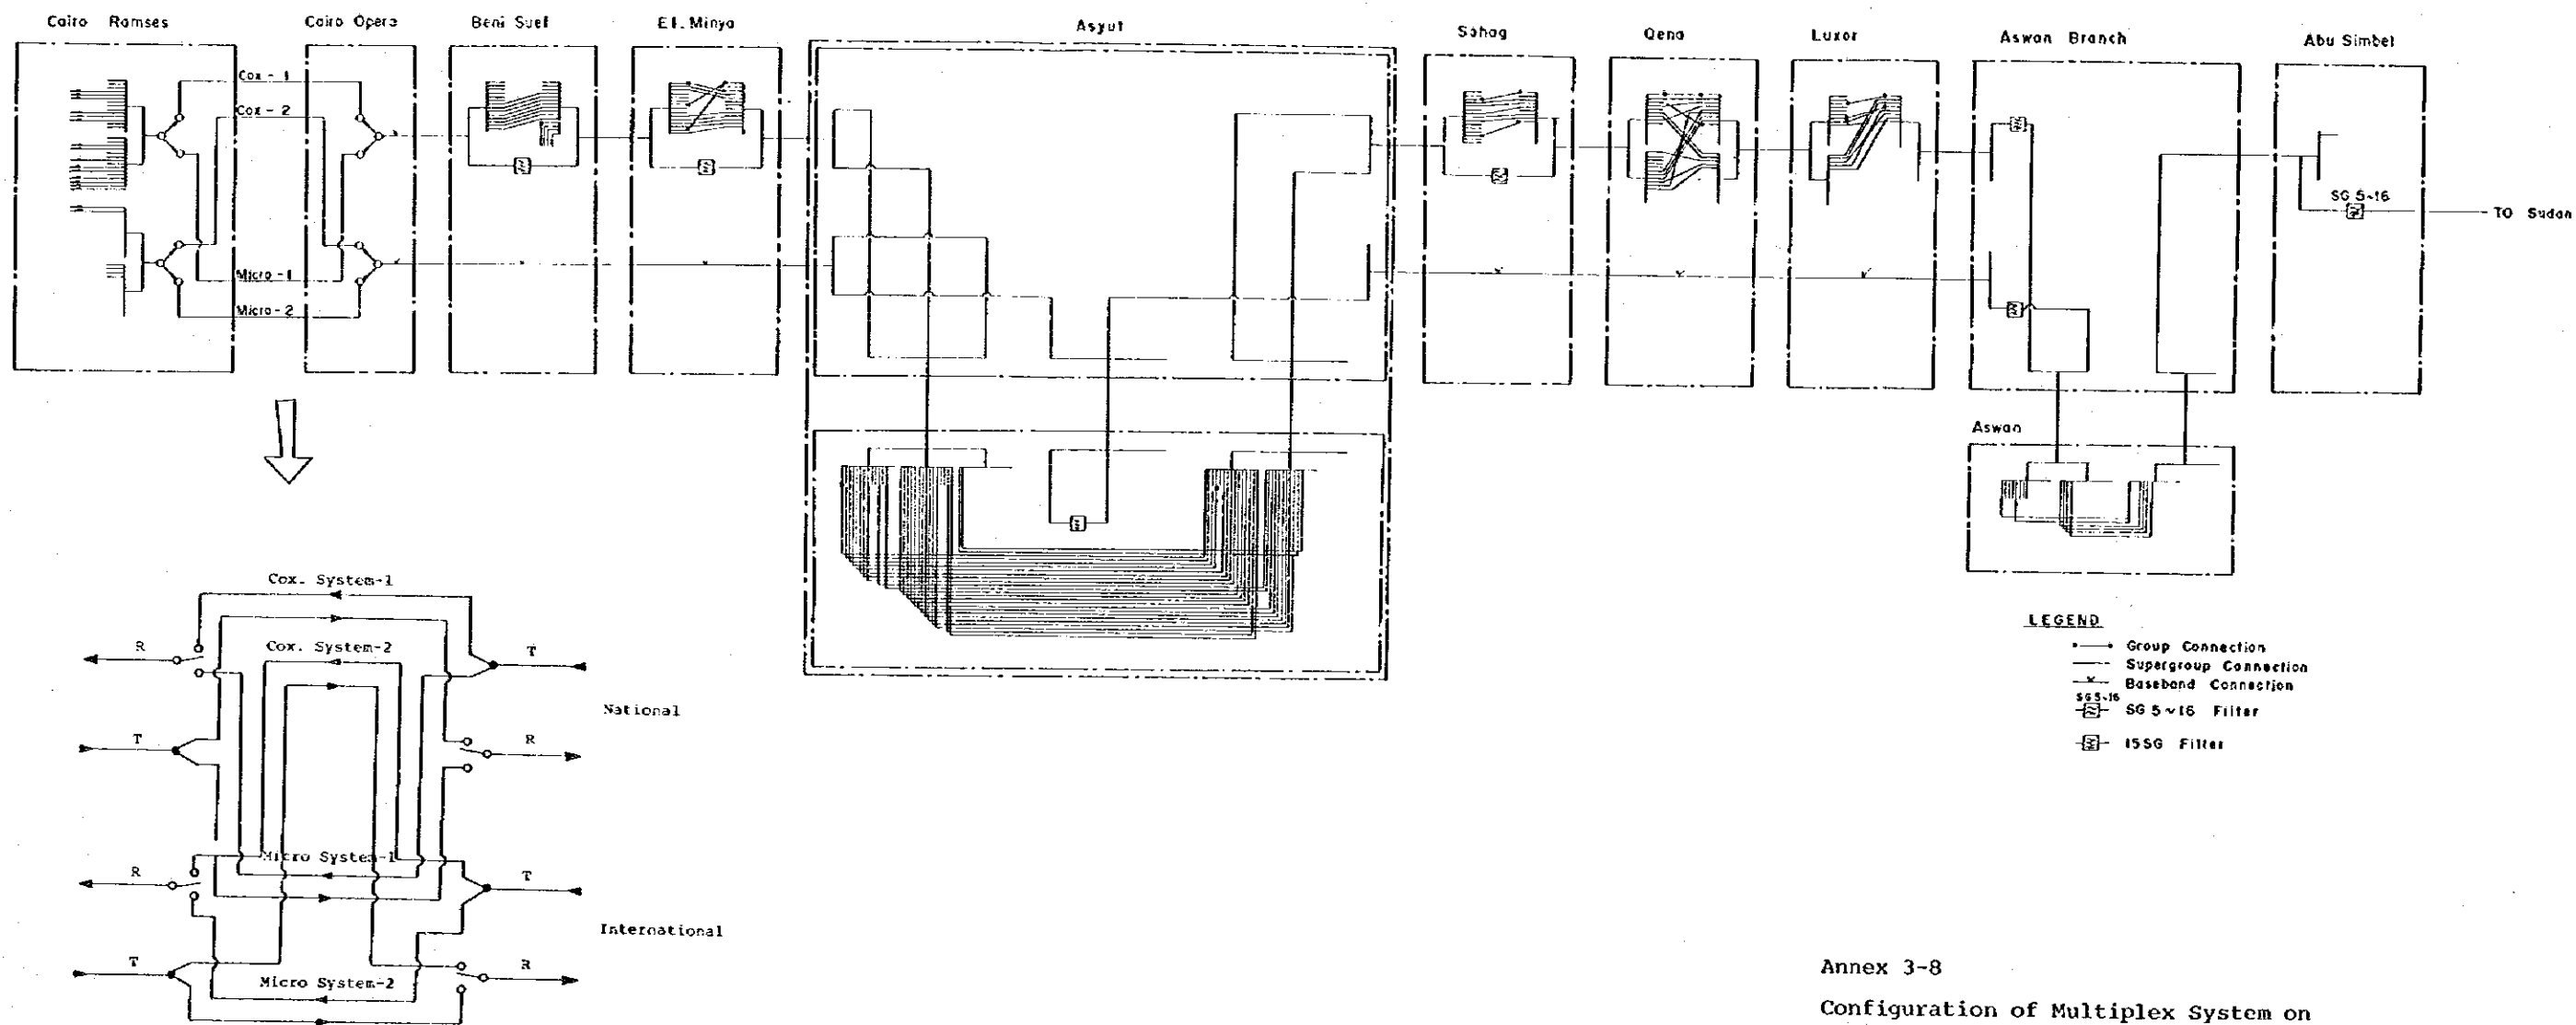 Cairo Ramses
Cairo Opera
Beni Suef
El. Minya
Asyut
Sohag
Qena
Luxor
Aswan Branch
Abu Simbel
Cox - 1
Cox - 2
Micro - 1
Micro - 2
SG 5~16
TO Sudan
Aswan
LEGEND
Group Connection
Supergroup Connection
Baseband Connection
SG5~16
SG 5~16 Filter
15SG Filter
Cox. System-1
R
Cox. System-2
T
National
T
R
Micro System-1
R
T
International
T
Micro System-2
R
Annex 3-8
Configuration of Multiplex System on